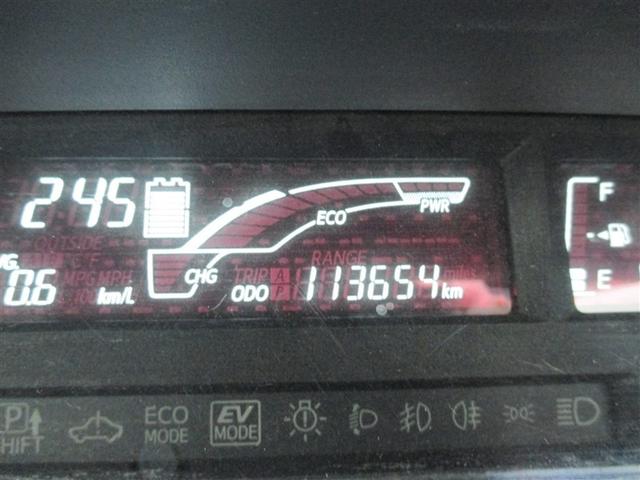 245
ECO
PWR
F
OUTSIDE
CHG
RANGE
MPG MPH
TRIP A
miles
0.6 km/L
ODO 113654 km
E
P
SHIFT
ECO
MODE
EV
MODE